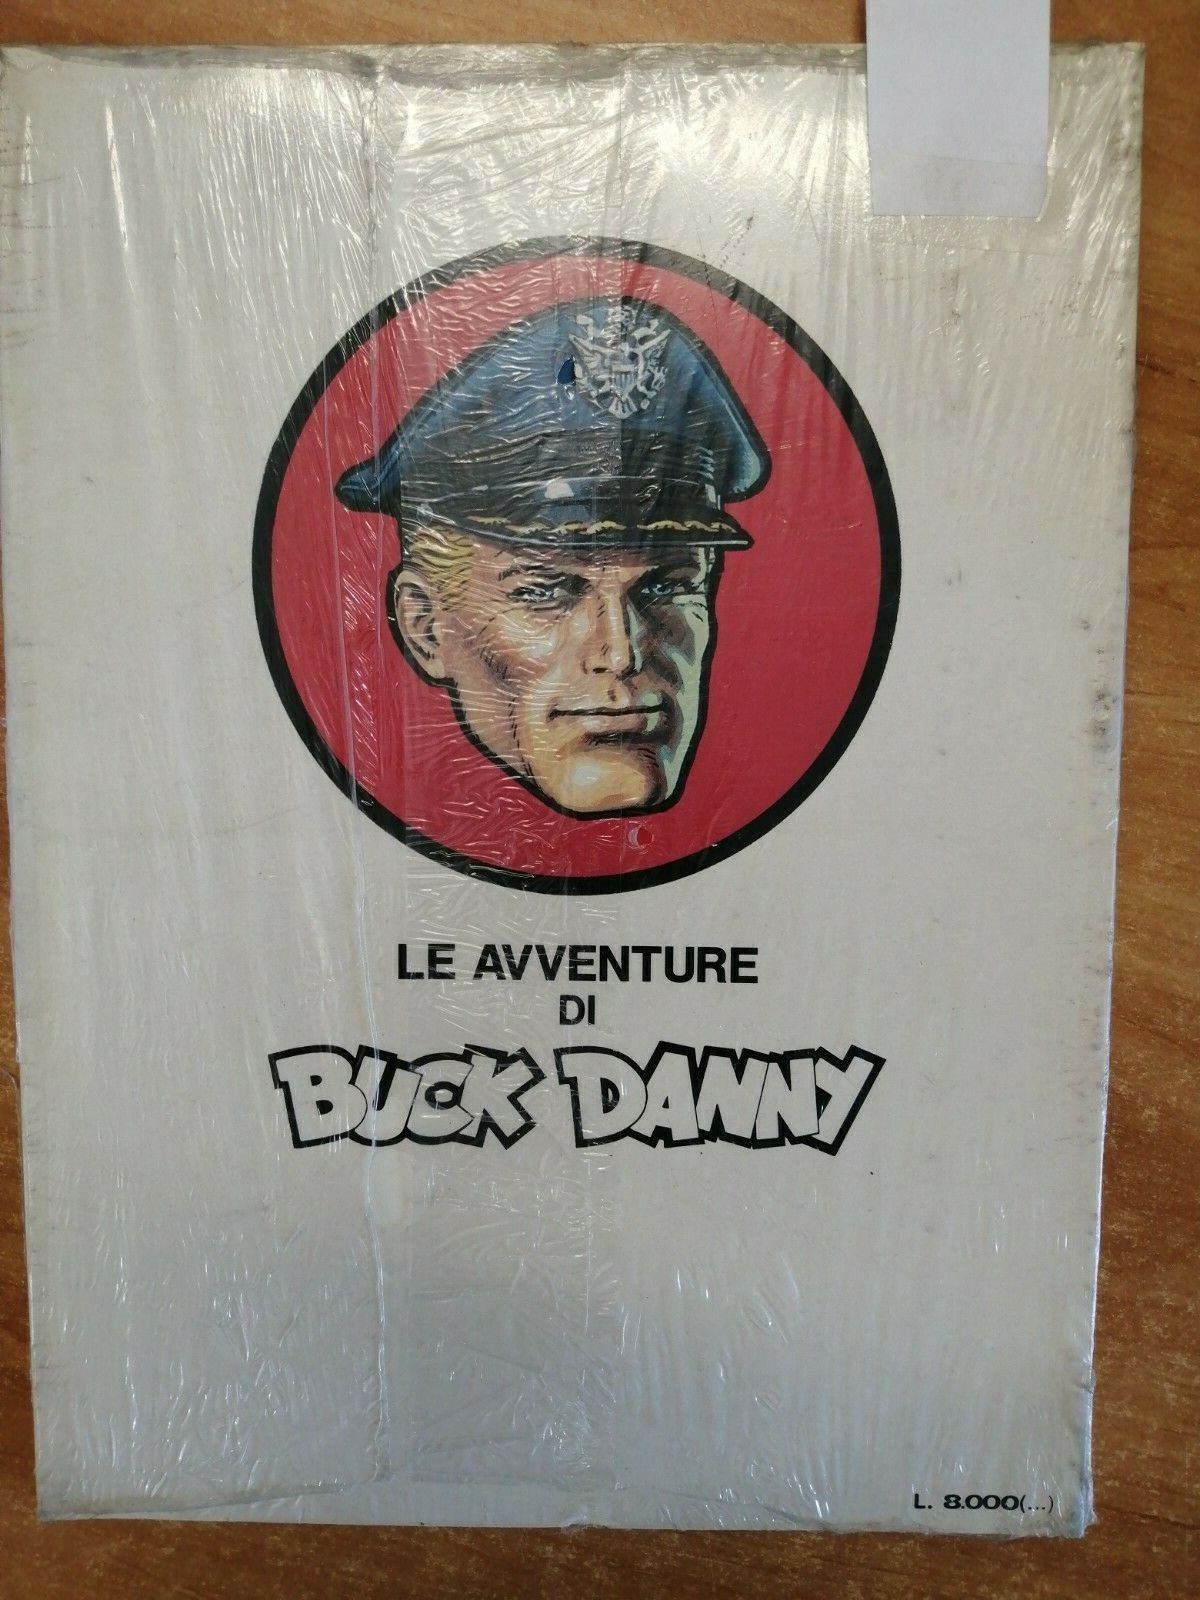 LE AVVENTURE
DI
BUCK DANNY
L. 8.000(...)